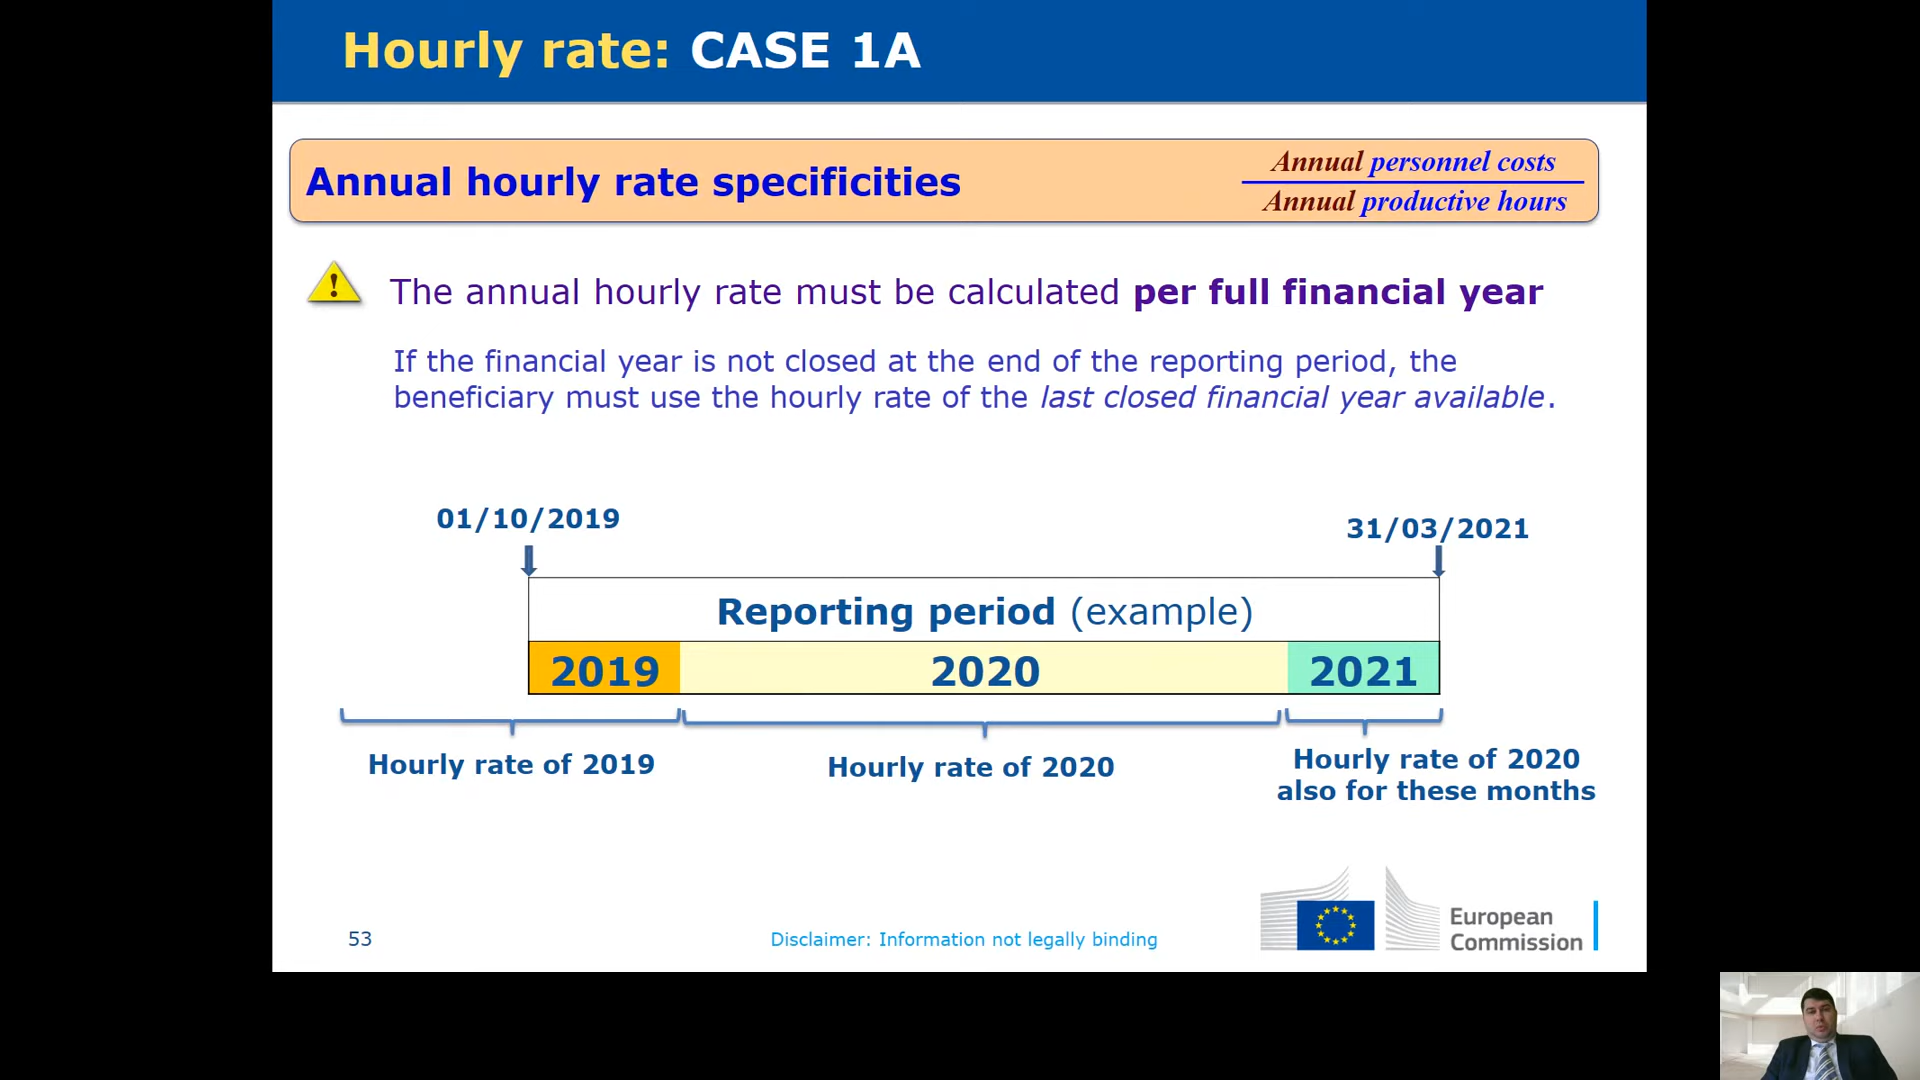 Hourly rate: CASE 1A
Annual hourly rate specificities
Annual personnel costs
Annual productive hours
!
The annual hourly rate must be calculated per full financial year
If the financial year is not closed at the end of the reporting period, the
beneficiary must use the hourly rate of the last closed financial year available.
01/10/2019
31/03/2021
Reporting period (example)
2019
2020
2021
Hourly rate of 2019
Hourly rate of 2020
Hourly rate of 2020
also for these months
53
Disclaimer: Information not legally binding
European
Commission